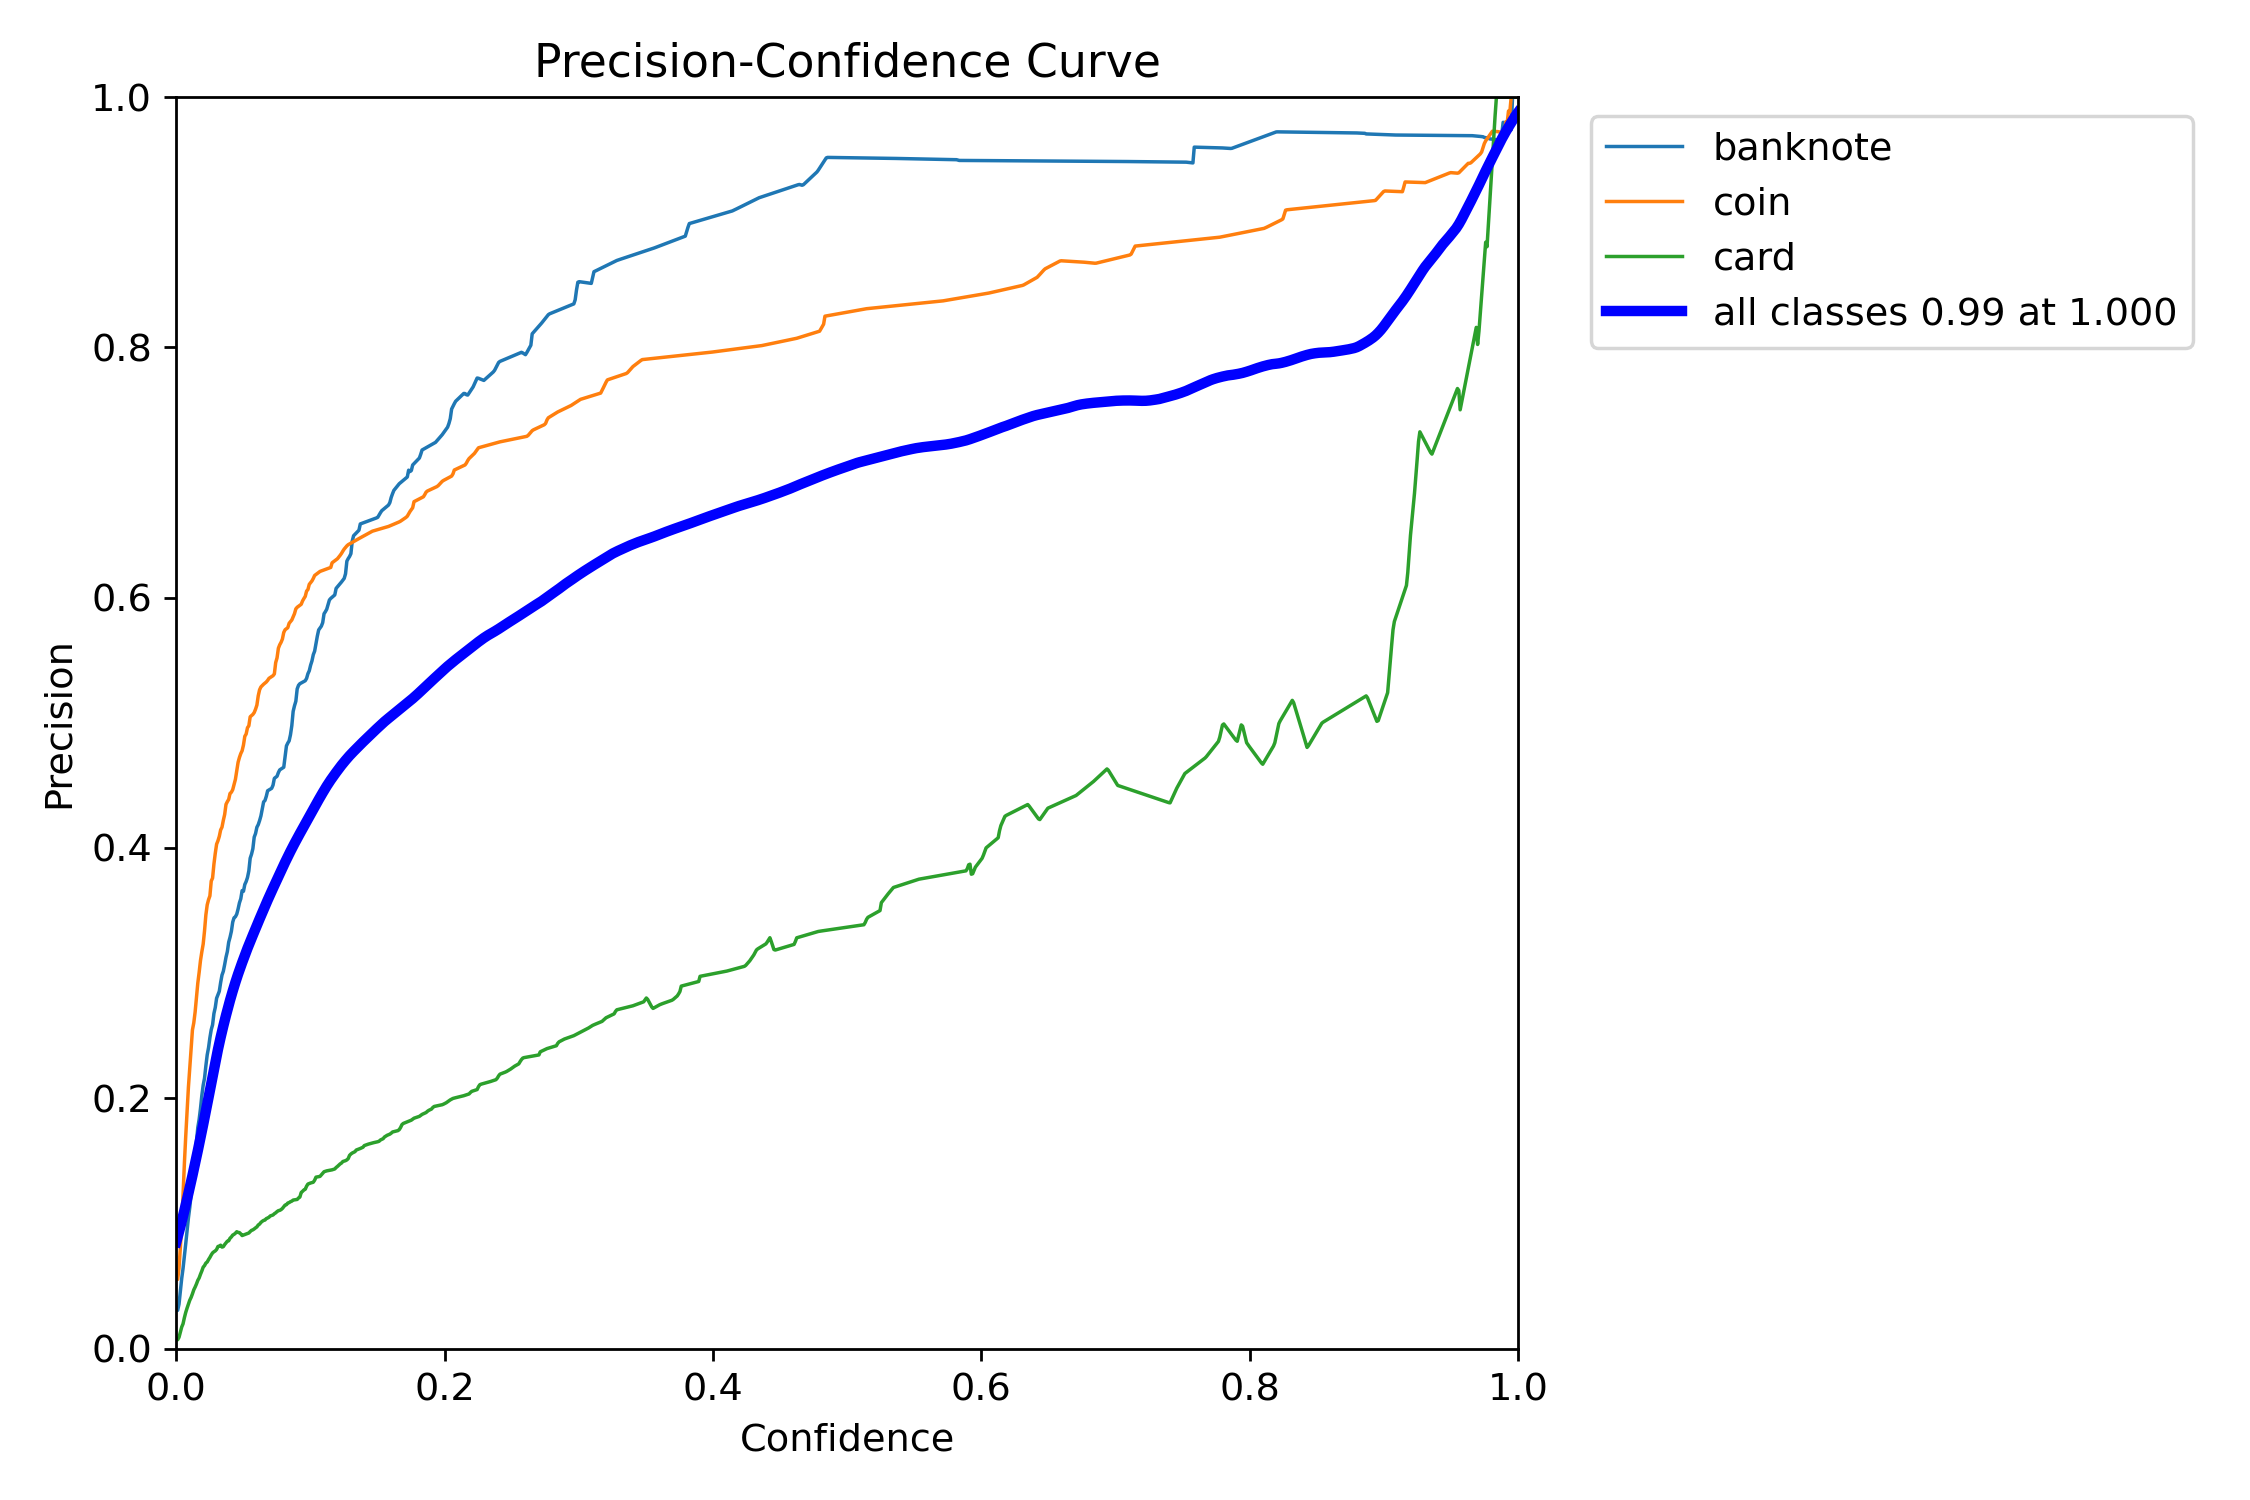 Precision-Confidence Curve
1.0
0.8
0.6
0.4
0.2
0.0
Precision
0.0 0.2 0.4 0.6 0.8 1.0
Confidence
banknote
coin
card
all classes 0.99 at 1.000